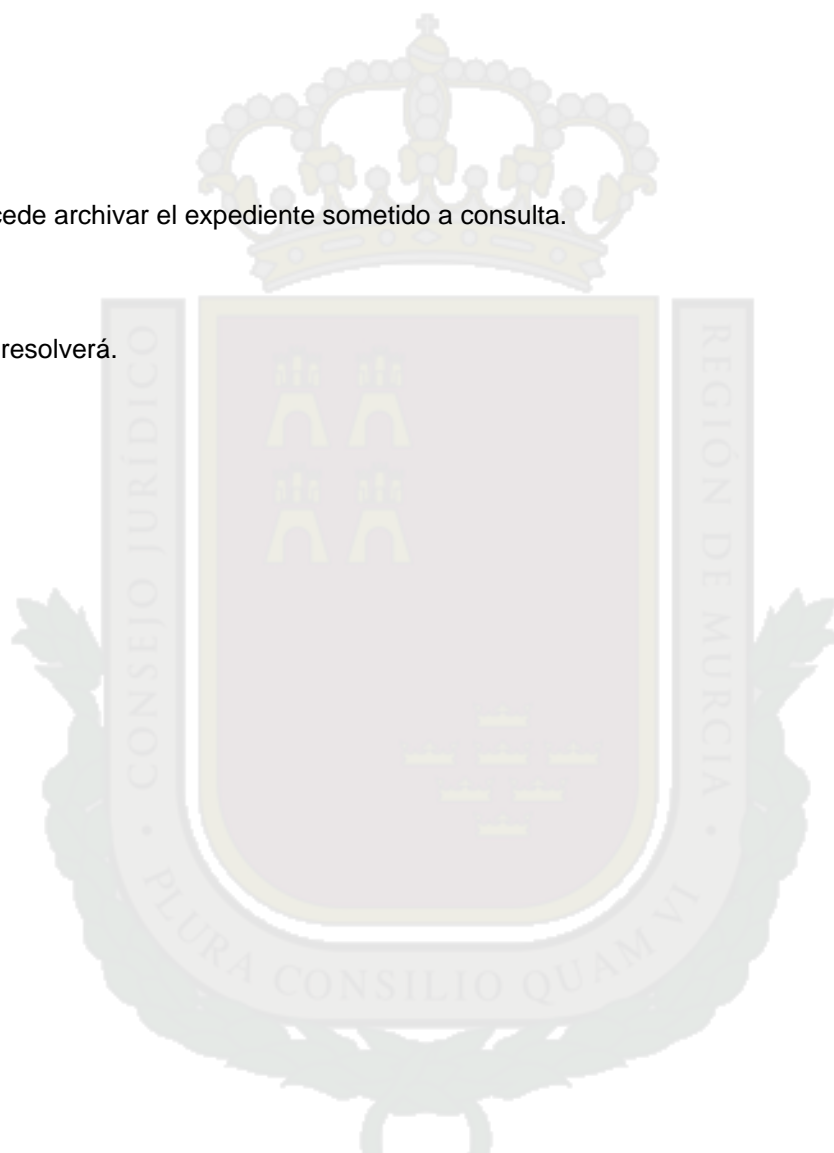 cede archivar el expediente sometido a consulta.
resolverá.
CONSEJO JURÍDICO
REGIÓN DE MURCIA
PLURA CONSILIO QUAM VI